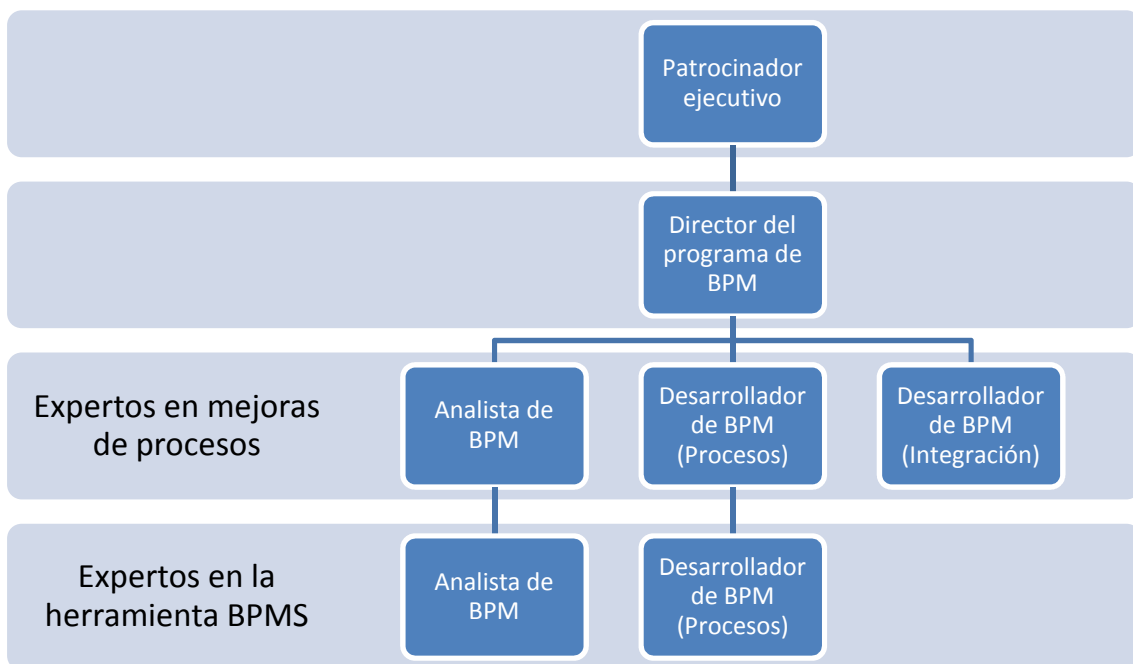 Patrocinador
ejecutivo
Director del
programa de
BPM
Expertos en mejoras
de procesos
Analista de
BPM
Desarrollador
de BPM
(Procesos)
Desarrollador
de BPM
(Integración)
Expertos en la
herramienta BPMS
Analista de
BPM
Desarrollador
de BPM
(Procesos)